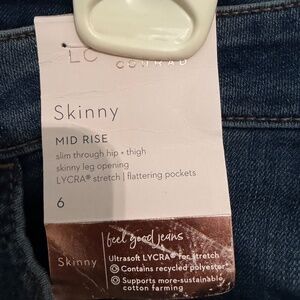 LC
CONRAD
Skinny
MID RISE
slim through hip • thigh
skinny leg opening
LYCRA® stretch | flattering pockets
6
feel good jeans
Skinny
Ultrasoft LYCRA® for stretch
Contains recycled polyester
Supports more-sustainable
cotton farming